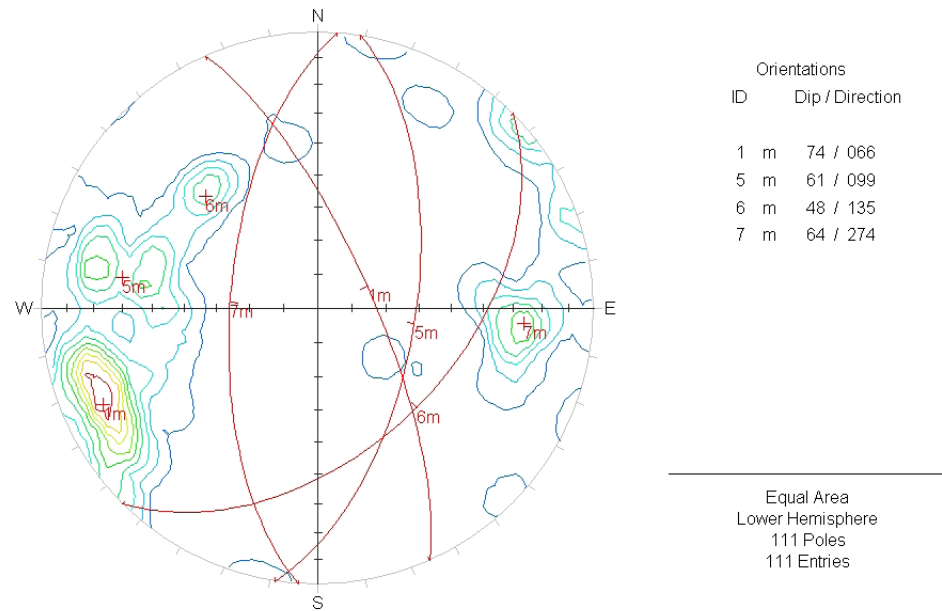 N
W
E
S
6m
5m
1m
7m
1m
5m
6m
7m
7m
Orientations
ID Dip / Direction
1 m 74 / 066
5 m 61 / 099
6 m 48 / 135
7 m 64 / 274
Equal Area
Lower Hemisphere
111 Poles
111 Entries